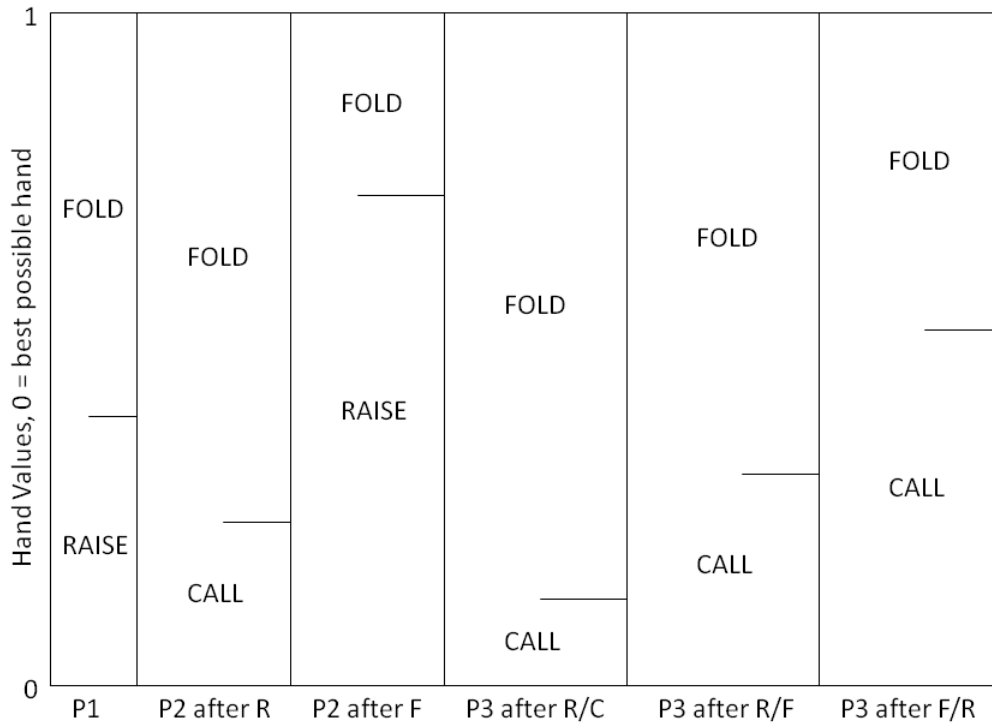 1
Hand Values, 0 = best possible hand
FOLD
RAISE
FOLD
CALL
FOLD
RAISE
FOLD
CALL
FOLD
CALL
FOLD
CALL
0
P1
P2 after R
P2 after F
P3 after R/C
P3 after R/F
P3 after F/R